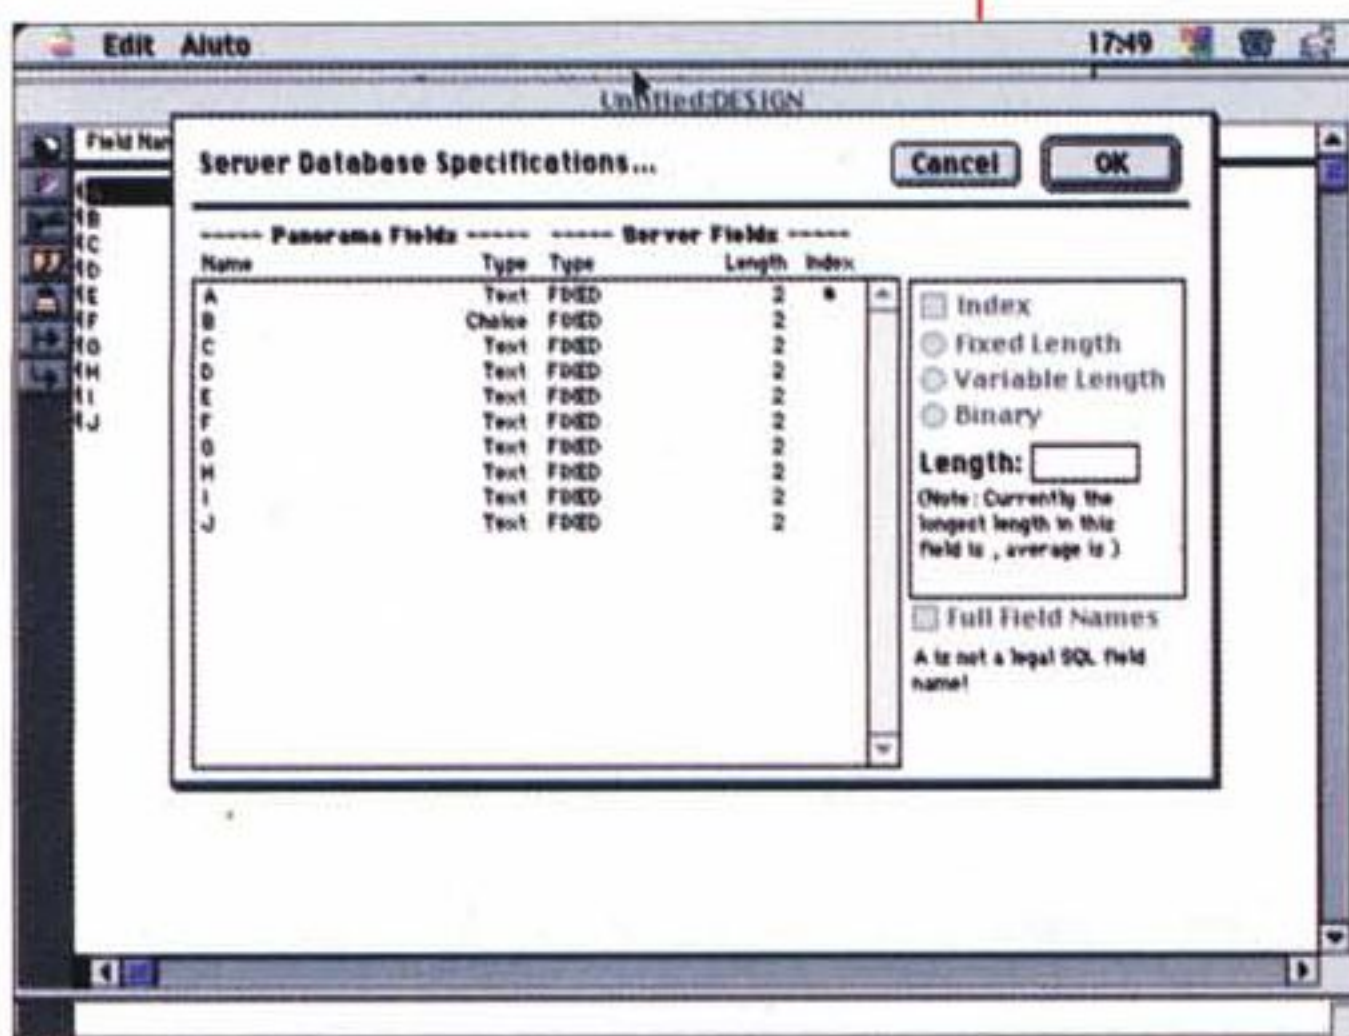 Edit Aiuto 17:49
Untitled:DESIGN
Field Nam
Server Database Specifications...
Cancel OK
----- Panorama Fields ----- ----- Server Fields -----
Name Type Type Length Index
A Text FIXED 2 •
B Choice FIXED 2
C Text FIXED 2
D Text FIXED 2
E Text FIXED 2
F Text FIXED 2
G Text FIXED 2
H Text FIXED 2
I Text FIXED 2
J Text FIXED 2
B
C
D
E
F
G
H
I
J
Index
Fixed Length
Variable Length
Binary
Length:
(Note: Currently the
longest length in this
field is , average is )
Full Field Names
A is not a legal SQL field
name!